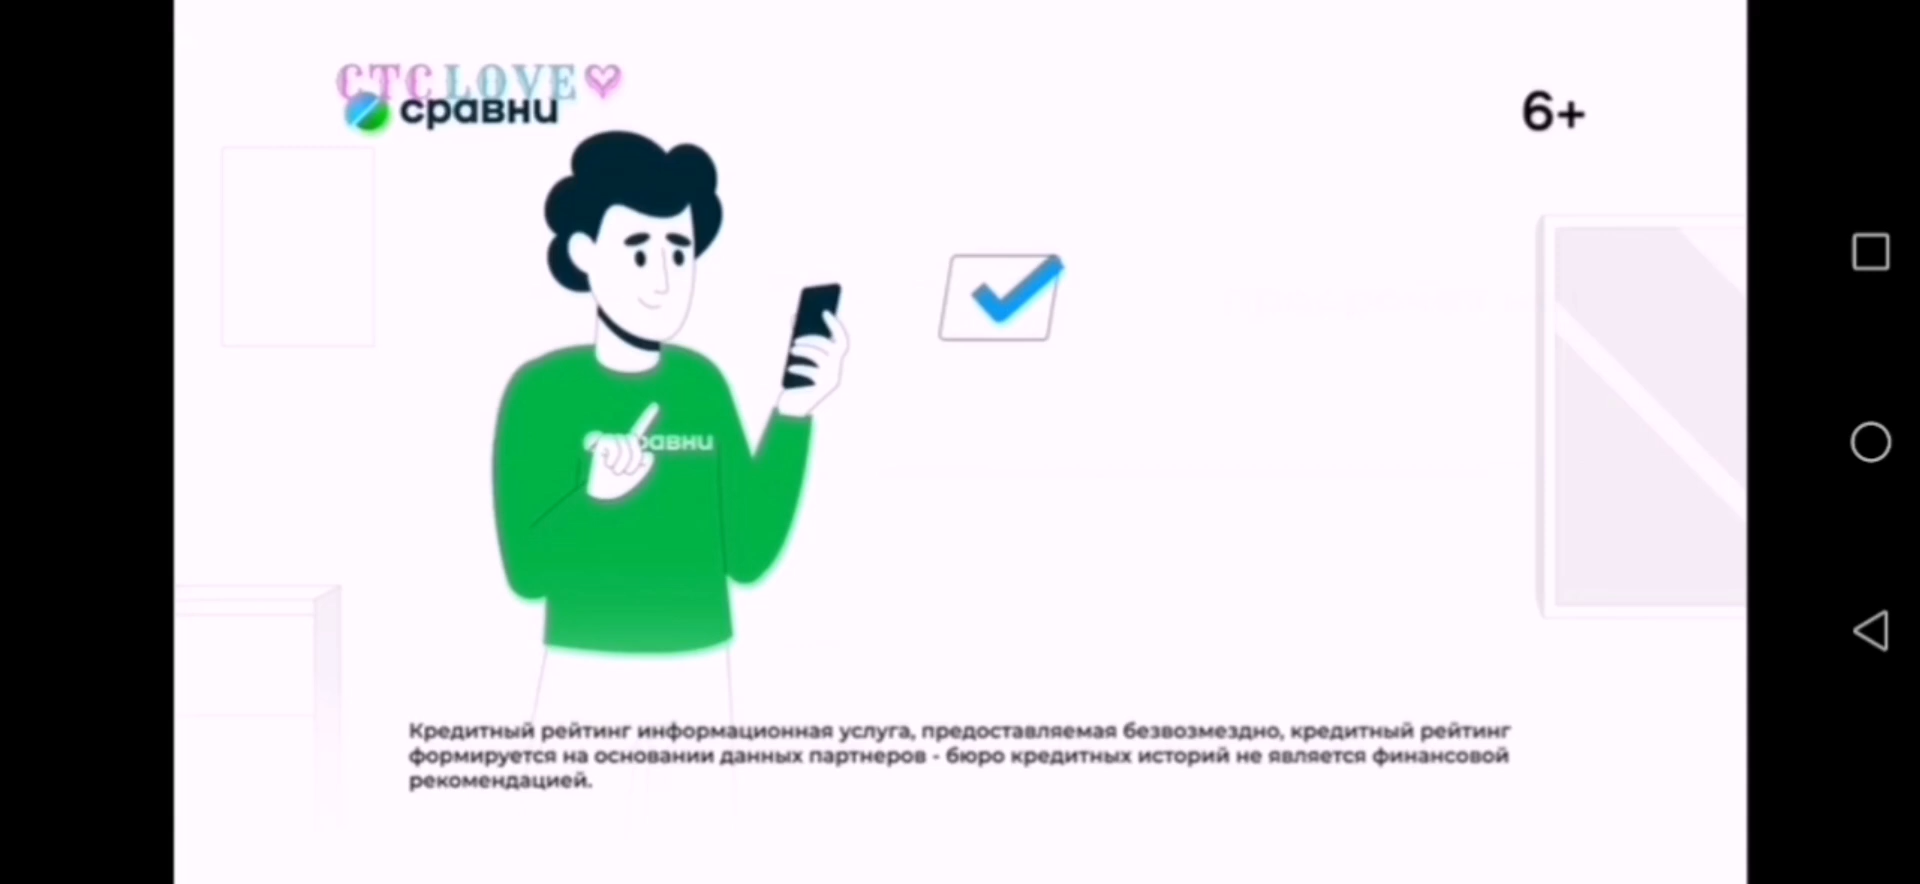 СТС LOVE
сравни
6+
Кредитный рейтинг информационная услуга, предоставляемая безвозмездно, кредитный рейтинг
формируется на основании данных партнеров - бюро кредитных историй не является финансовой
рекомендацией.